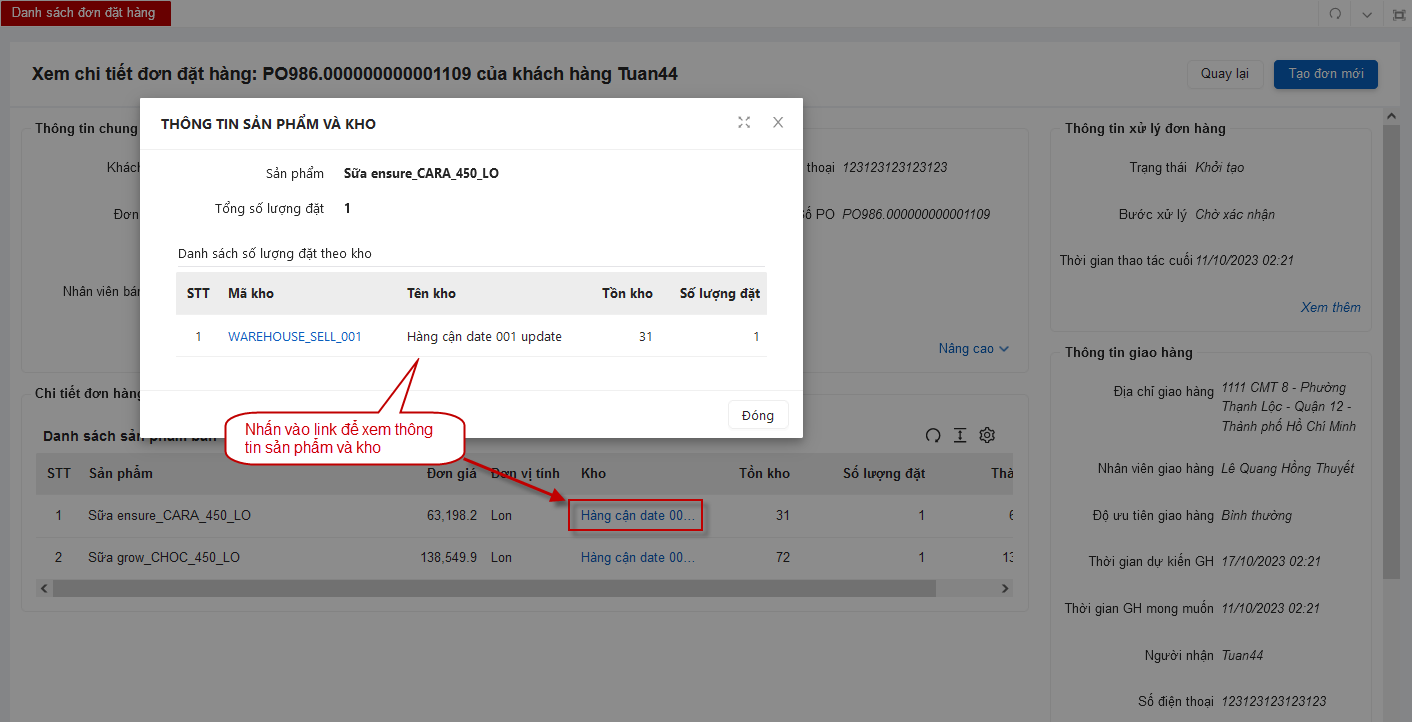 Danh sách đơn đặt hàng
Xem chi tiết đơn đặt hàng: PO986.000000000001109 của khách hàng Tuan44
Quay lại
Tạo đơn mới
Thông tin chung
Khách
Đơn
Nhân viên bán
thoại 123123123123123
Số PO PO986.000000000001109
Nâng cao
THÔNG TIN SẢN PHẨM VÀ KHO
Sản phẩm Sữa ensure_CARA_450_LO
Tổng số lượng đặt 1
Danh sách số lượng đặt theo kho
STT Mã kho Tên kho Tồn kho Số lượng đặt
1 WAREHOUSE_SELL_001 Hàng cận date 001 update 31 1
Đóng
Nhấn vào link để xem thông
tin sản phẩm và kho
Chi tiết đơn hàng
Danh sách sản phẩm bán
STT Sản phẩm Đơn giá Đơn vị tính Kho Tồn kho Số lượng đặt Thà
1 Sữa ensure_CARA_450_LO 63,198.2 Lon Hàng cận date 00... 31 1 6
2 Sữa grow_CHOC_450_LO 138,549.9 Lon Hàng cận date 00... 72 1 13
Thông tin xử lý đơn hàng
Trạng thái Khởi tạo
Bước xử lý Chờ xác nhận
Thời gian thao tác cuối 11/10/2023 02:21
Xem thêm
Thông tin giao hàng
Địa chỉ giao hàng 1111 CMT 8 - Phường
Thạnh Lộc - Quận 12 -
Thành phố Hồ Chí Minh
Nhân viên giao hàng Lê Quang Hồng Thuyết
Độ ưu tiên giao hàng Bình thường
Thời gian dự kiến GH 17/10/2023 02:21
Thời gian GH mong muốn 11/10/2023 02:21
Người nhận Tuan44
Số điện thoại 123123123123123